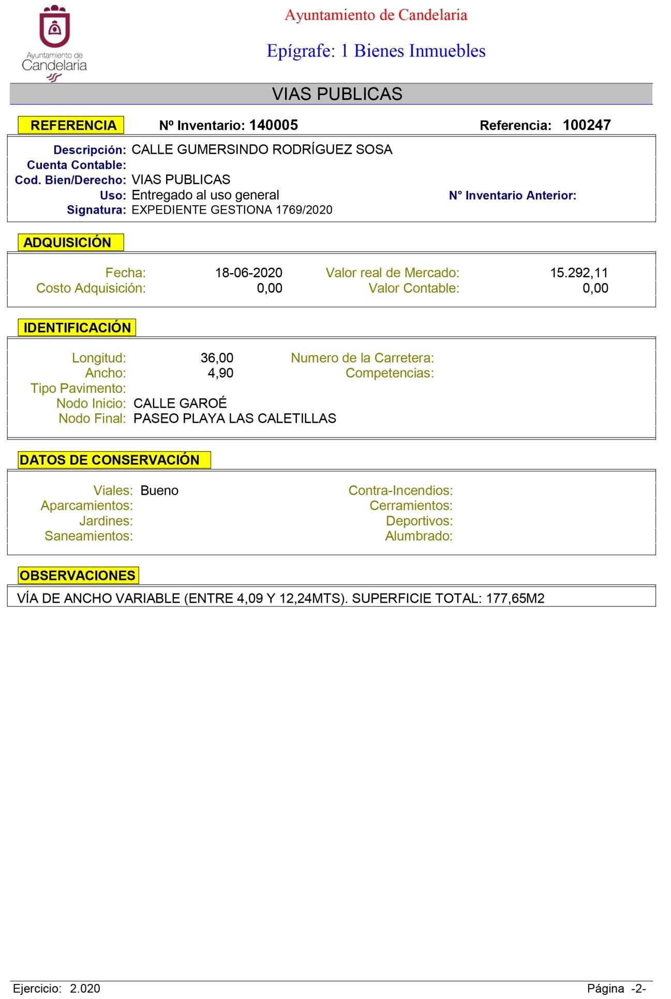 Ayuntamiento de
Candelaria
Ayuntamiento de Candelaria
Epígrafe: 1 Bienes Inmuebles
VIAS PUBLICAS
REFERENCIA Nº Inventario: 140005 Referencia: 100247
Descripción: CALLE GUMERSINDO RODRÍGUEZ SOSA
Cuenta Contable:
Cod. Bien/Derecho: VIAS PUBLICAS
Uso: Entregado al uso general N° Inventario Anterior:
Signatura: EXPEDIENTE GESTIONA 1769/2020
ADQUISICIÓN
Fecha: 18-06-2020 Valor real de Mercado: 15.292,11
Costo Adquisición: 0,00 Valor Contable: 0,00
IDENTIFICACIÓN
Longitud: 36,00 Numero de la Carretera:
Ancho: 4,90 Competencias:
Tipo Pavimento:
Nodo Inicio: CALLE GAROÉ
Nodo Final: PASEO PLAYA LAS CALETILLAS
DATOS DE CONSERVACIÓN
Viales: Bueno Contra-Incendios:
Aparcamientos: Cerramientos:
Jardines: Deportivos:
Saneamientos: Alumbrado:
OBSERVACIONES
VÍA DE ANCHO VARIABLE (ENTRE 4,09 Y 12,24MTS). SUPERFICIE TOTAL: 177,65M2
Ejercicio: 2.020 Página -2-